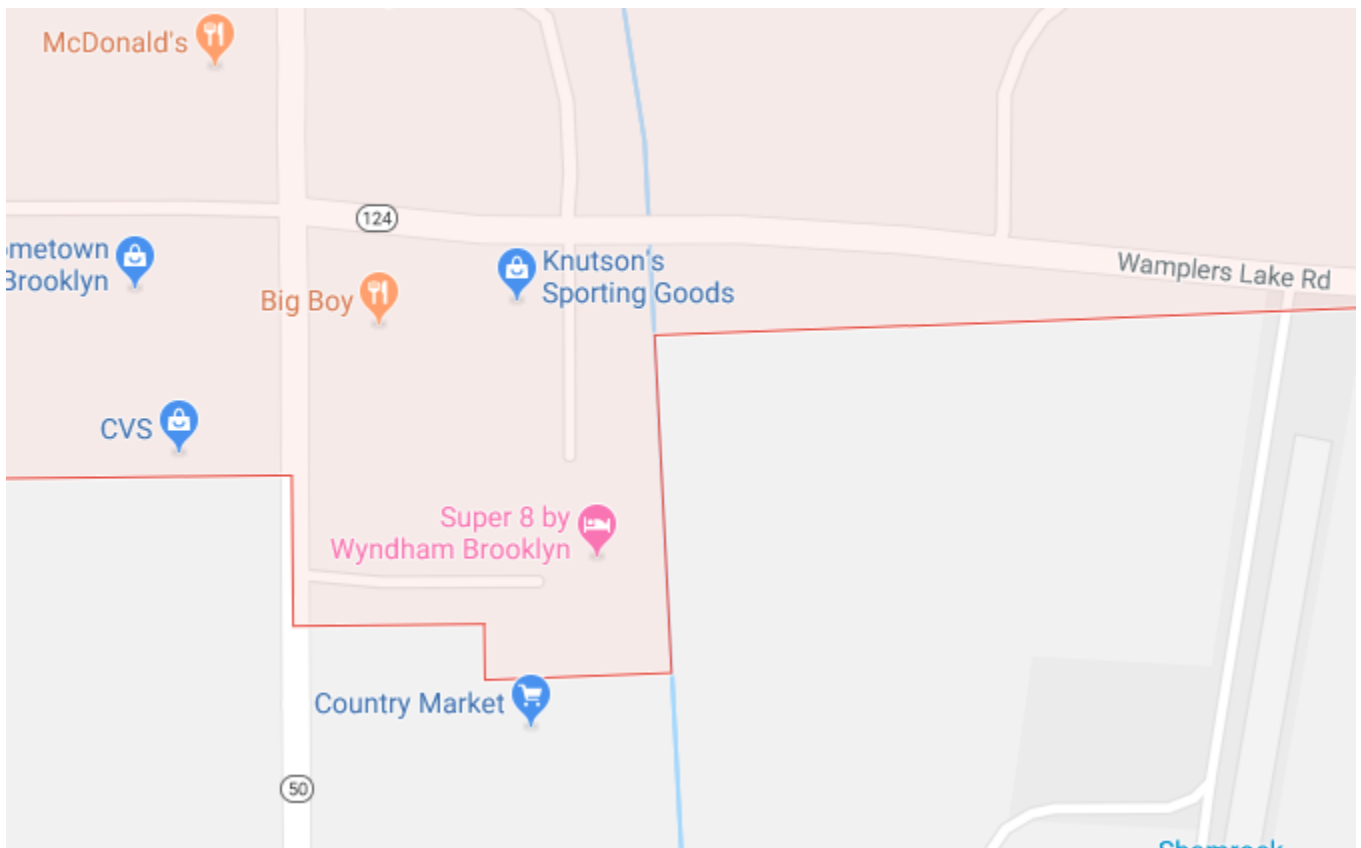 McDonald's
124
ometown
Brooklyn
Knutson's
Sporting Goods
Wamplers Lake Rd
Big Boy
CVS
Super 8 by
Wyndham Brooklyn
Country Market
50
Shamrock